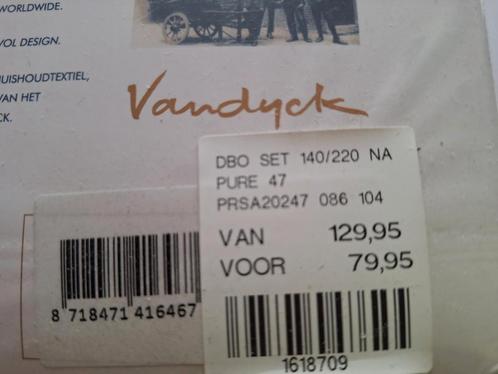 WORLDWIDE.
VOL DESIGN.
HUISHOUDTEXTIEL,
VAN HET
CK.
Vandyck
DBO SET 140/220 NA
PURE 47
PRSA20247 086 104
VAN 129,95
VOOR 79,95
8 718471 416467
1618709